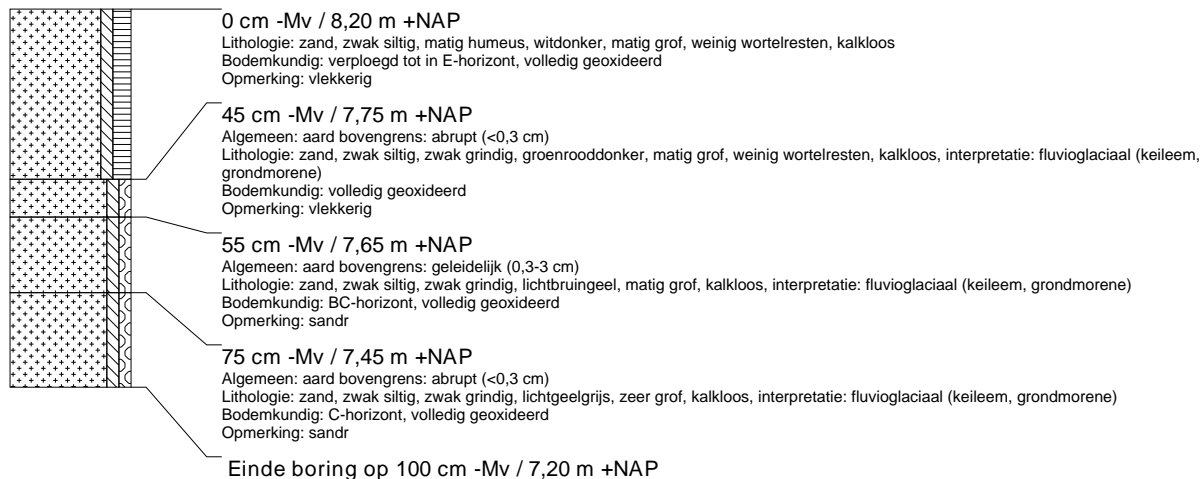 0 cm -Mv / 8,20 m +NAP
Lithologie: zand, zwak siltig, matig humeus, witdonker, matig grof, weinig wortelresten, kalkloos
Bodemkundig: verploegd tot in E-horizont, volledig geoxideerd
Opmerking: vlekkerig
45 cm -Mv / 7,75 m +NAP
Algemeen: aard bovengrens: abrupt (<0,3 cm)
Lithologie: zand, zwak siltig, zwak grindig, groenrooddonker, matig grof, weinig wortelresten, kalkloos, interpretatie: fluvioglaciaal (keileem,
grondmorene)
Bodemkundig: volledig geoxideerd
Opmerking: vlekkerig
55 cm -Mv / 7,65 m +NAP
Algemeen: aard bovengrens: geleidelijk (0,3-3 cm)
Lithologie: zand, zwak siltig, zwak grindig, lichtbruingeel, matig grof, kalkloos, interpretatie: fluvioglaciaal (keileem, grondmorene)
Bodemkundig: BC-horizont, volledig geoxideerd
Opmerking: sandr
75 cm -Mv / 7,45 m +NAP
Algemeen: aard bovengrens: abrupt (<0,3 cm)
Lithologie: zand, zwak siltig, zwak grindig, lichtgeelgrijs, zeer grof, kalkloos, interpretatie: fluvioglaciaal (keileem, grondmorene)
Bodemkundig: C-horizont, volledig geoxideerd
Opmerking: sandr
Einde boring op 100 cm -Mv / 7,20 m +NAP